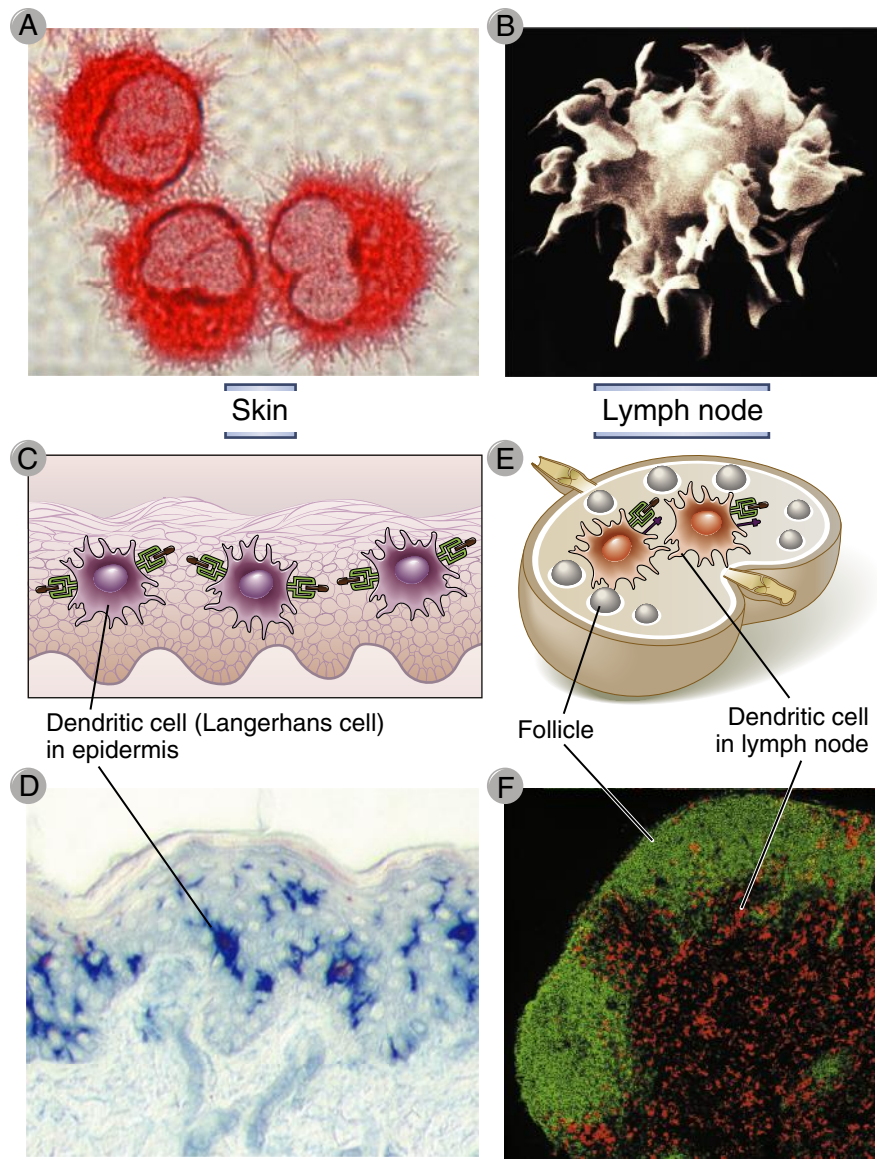 A
B
Skin
Lymph node
C
E
Dendritic cell (Langerhans cell)
in epidermis
Follicle
Dendritic cell
in lymph node
D
F